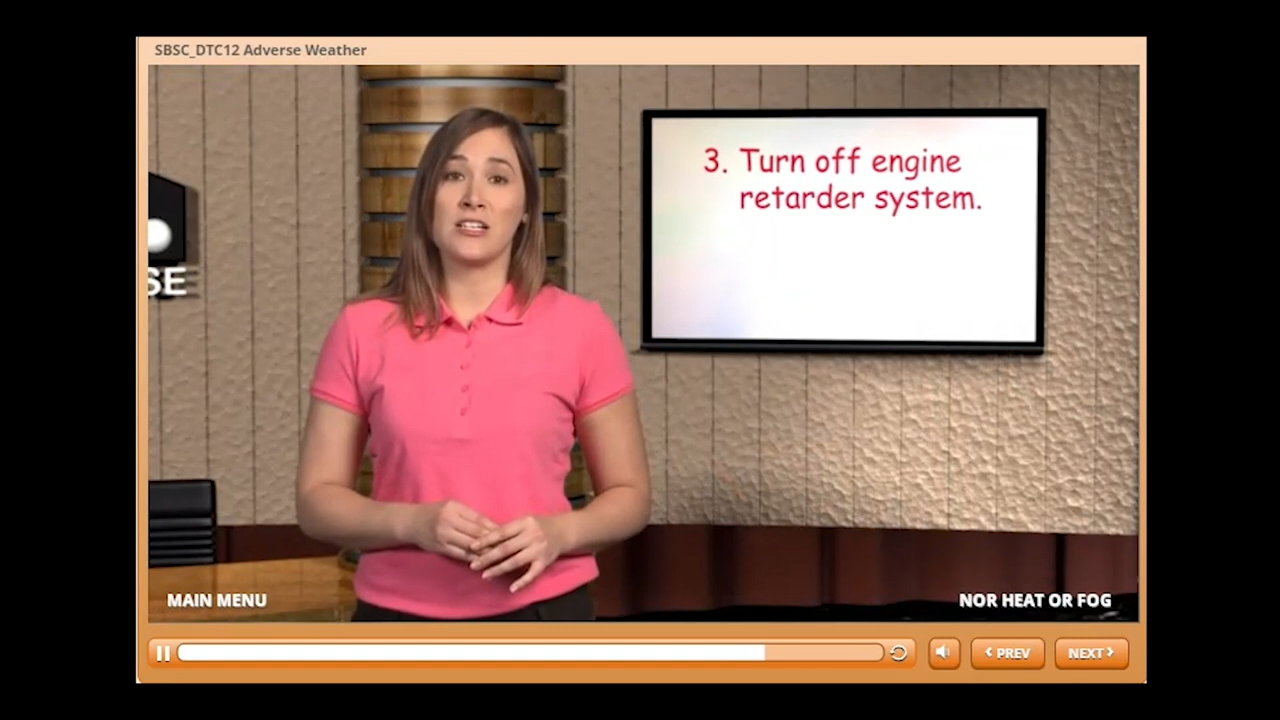 SBSC_DTC12 Adverse Weather
3. Turn off engine
retarder system.
SE
MAIN MENU
NOR HEAT OR FOG
PREV
NEXT